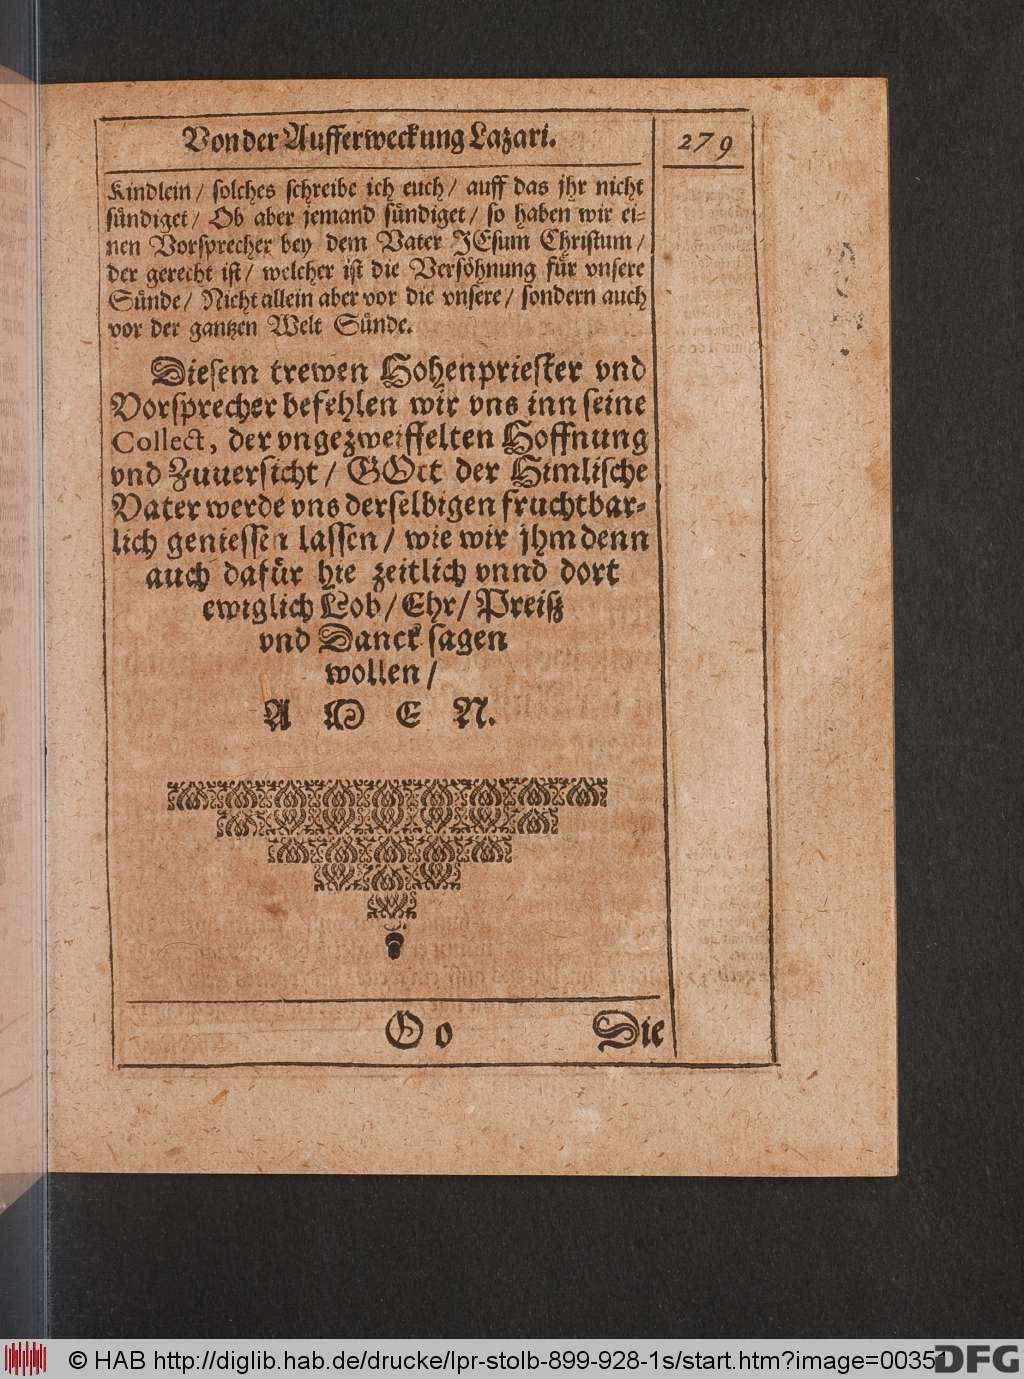 Von der Aufferweckung Lazari.
279
Kindlein / solches schreibe ich euch / auff das jhr nicht
sündiget / Ob aber jemand sündiget / so haben wir ei-
nen Vorsprecher bey dem Vater JEsum Christum /
der gerecht ist / welcher ist die Versöhnung für vnsere
Sünde / Nicht allein aber vor die vnsere / sondern auch
vor der gantzen Welt Sünde.
Diesem trewen Hohenpriester vnd
Vorsprecher befehlen wir vns inn seine
Collect, der vngezweiffelten Hoffnung
vnd Zuuersicht / GOtt der Himlische
Vater werde vns derselbigen fruchtbar-
lich geniessen lassen / wie wir jhm denn
auch dafür hie zeitlich vnnd dort
ewiglich Lob / Ehr / Preiß
vnd Danck sagen
wollen /
A M E N.
O o
Die
© HAB http://diglib.hab.de/drucke/lpr-stolb-899-928-1s/start.htm?image=00351
DFG